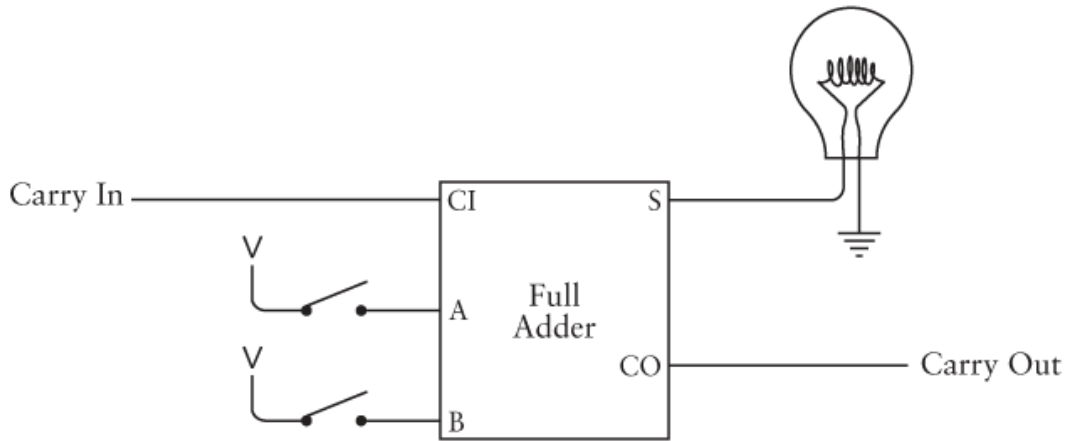 Carry In
CI
S
V
A
Full
Adder
V
CO
Carry Out
B